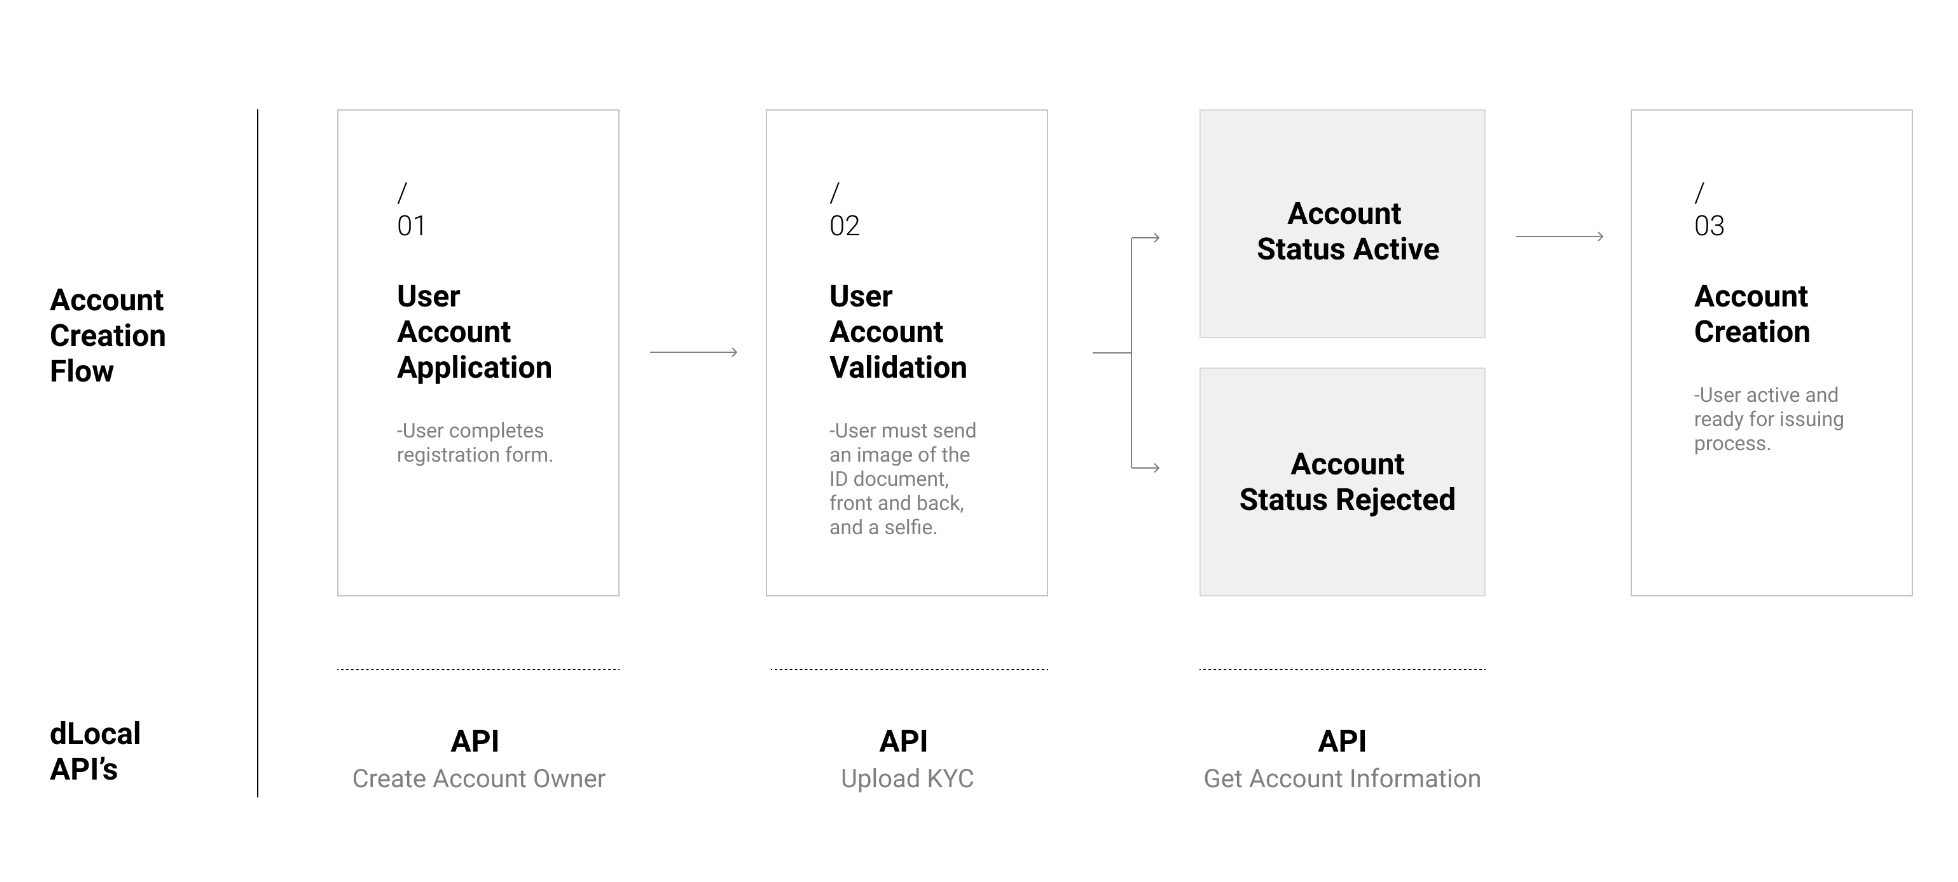 Account
Creation
Flow
/
01
User
Account
Application
-User completes
registration form.
/
02
User
Account
Validation
-User must send
an image of the
ID document,
front and back,
and a selfie.
Account
Status Active
Account
Status Rejected
/
03
Account
Creation
-User active and
ready for issuing
process.
dLocal
API’s
API
Create Account Owner
API
Upload KYC
API
Get Account Information